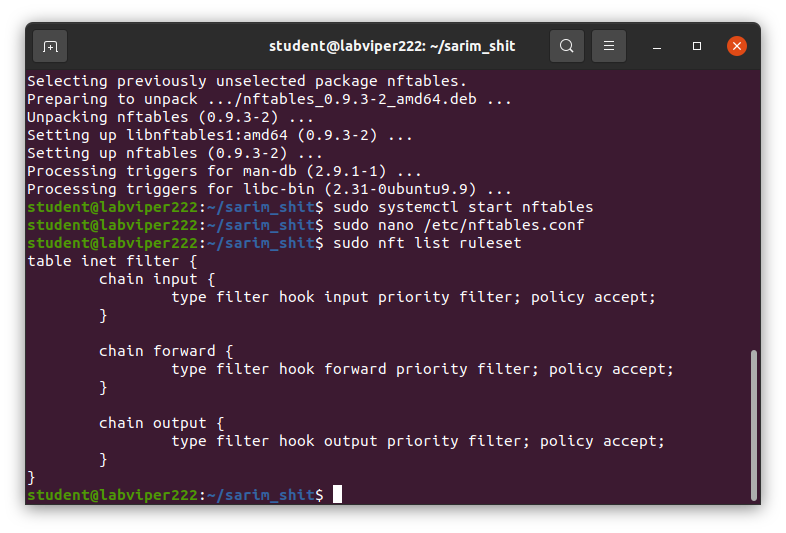 student@labviper222: ~/sarim_shit
Selecting previously unselected package nftables.
Preparing to unpack .../nftables_0.9.3-2_amd64.deb ...
Unpacking nftables (0.9.3-2) ...
Setting up libnftables1:amd64 (0.9.3-2) ...
Setting up nftables (0.9.3-2) ...
Processing triggers for man-db (2.9.1-1) ...
Processing triggers for libc-bin (2.31-0ubuntu9.9) ...
student@labviper222:~/sarim_shit$ sudo systemctl start nftables
student@labviper222:~/sarim_shit$ sudo nano /etc/nftables.conf
student@labviper222:~/sarim_shit$ sudo nft list ruleset
table inet filter {
        chain input {
                type filter hook input priority filter; policy accept;
        }

        chain forward {
                type filter hook forward priority filter; policy accept;
        }

        chain output {
                type filter hook output priority filter; policy accept;
        }
}
student@labviper222:~/sarim_shit$